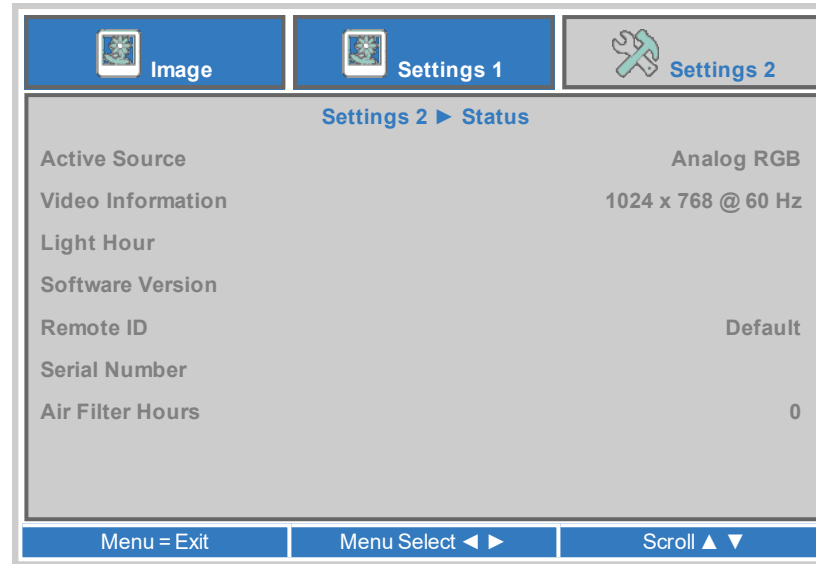 Image Settings 1 Settings 2
Settings 2 ► Status
Active Source Analog RGB
Video Information 1024 x 768 @ 60 Hz
Light Hour
Software Version
Remote ID Default
Serial Number
Air Filter Hours 0
Menu = Exit Menu Select ◄ ► Scroll ▲ ▼